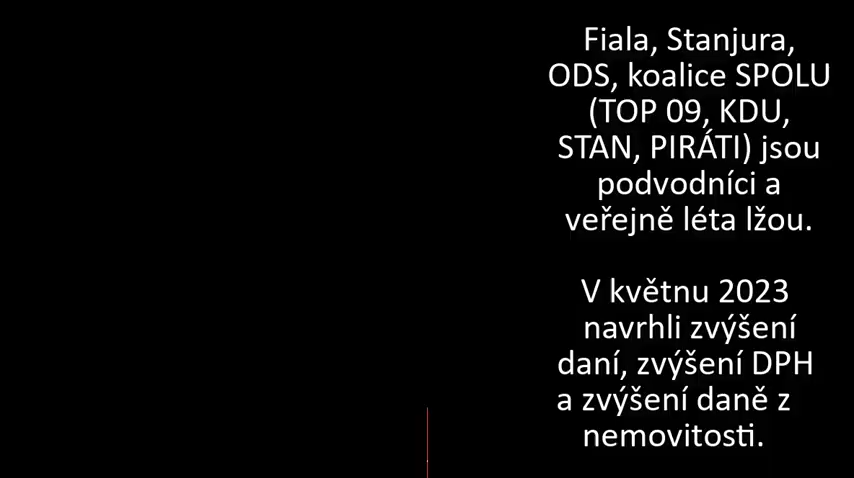 Fiala, Stanjura,
ODS, koalice SPOLU
(TOP 09, KDU,
STAN, PIRÁTI) jsou
podvodníci a
veřejně léta lžou.
V květnu 2023
navrhli zvýšení
daní, zvýšení DPH
a zvýšení daně z
nemovitosti.